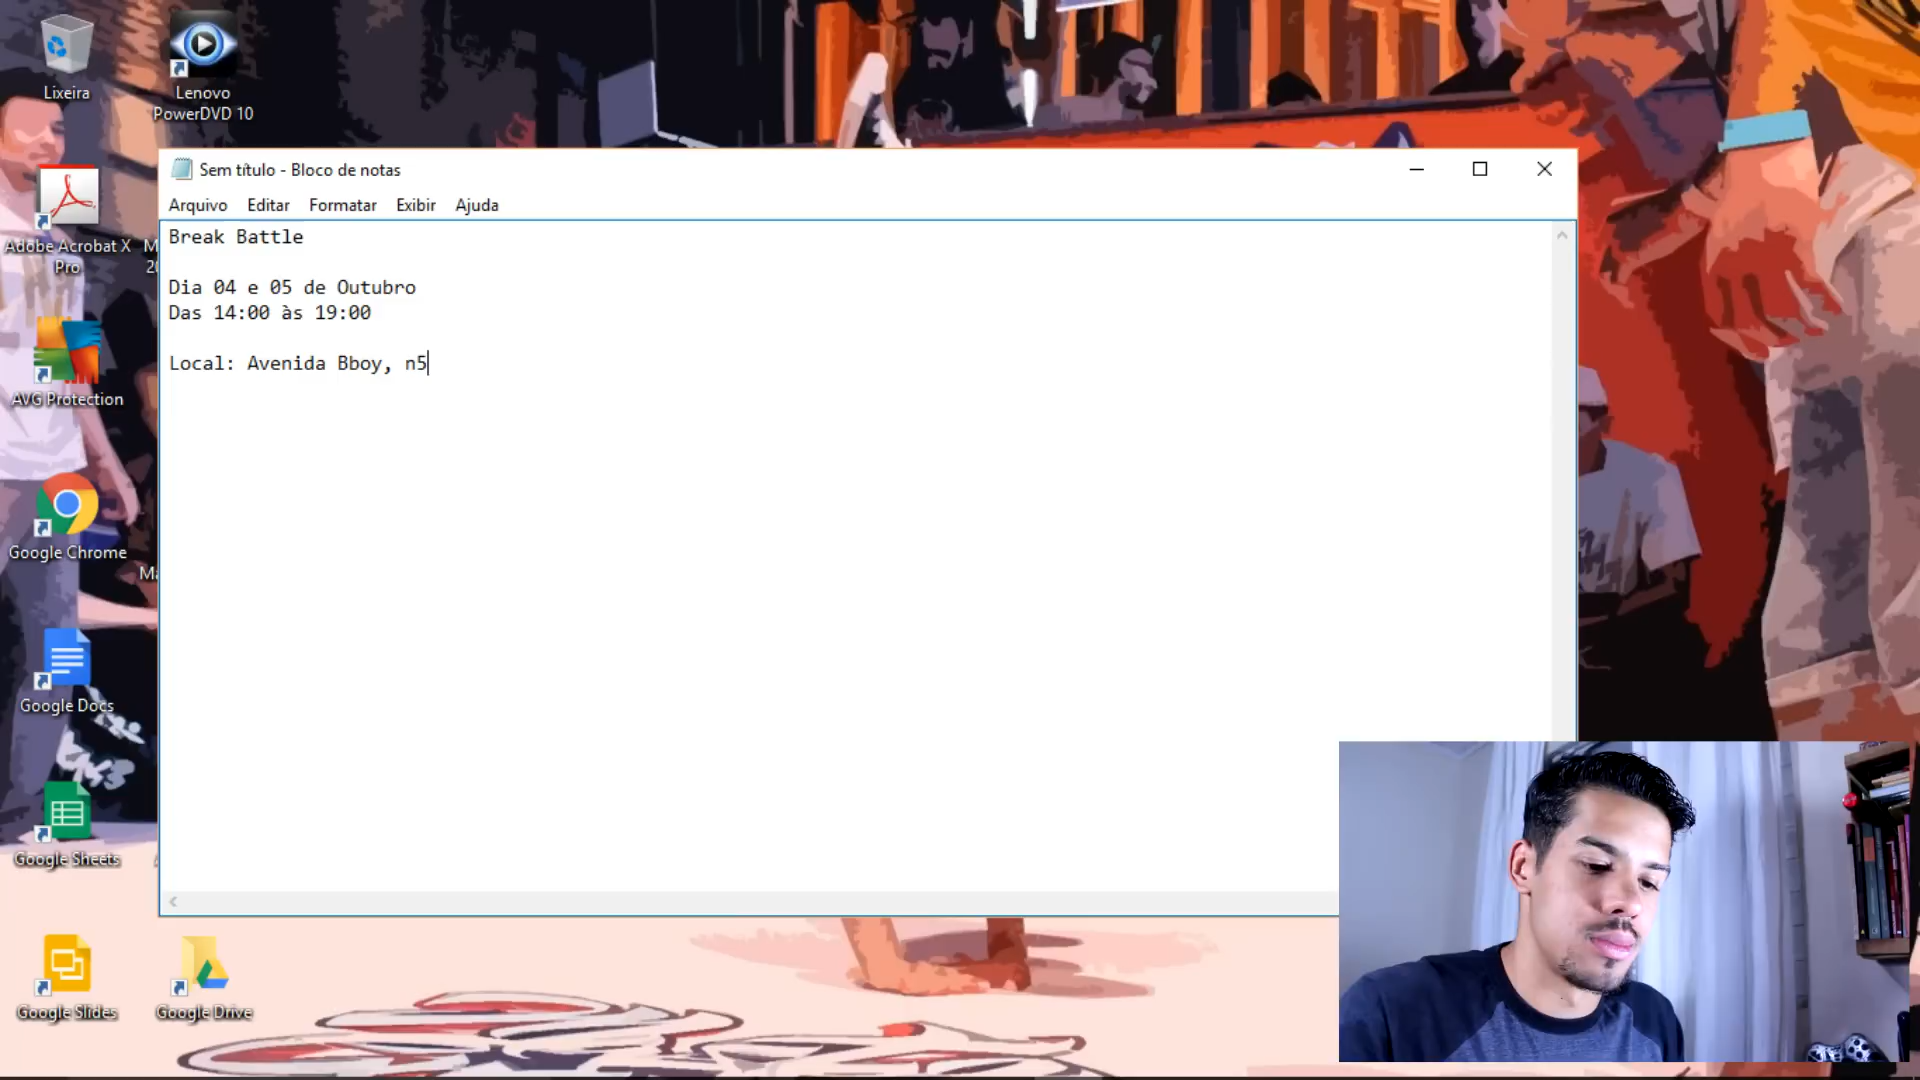 Lixeira
Lenovo
PowerDVD 10
Sem título - Bloco de notas
Arquivo Editar Formatar Exibir Ajuda
Break Battle
Dia 04 e 05 de Outubro
Das 14:00 às 19:00
Local: Avenida Bboy, n5
Adobe Acrobat X
Pro
AVG Protection
Google Chrome
Google Docs
Google Sheets
Google Slides
Google Drive